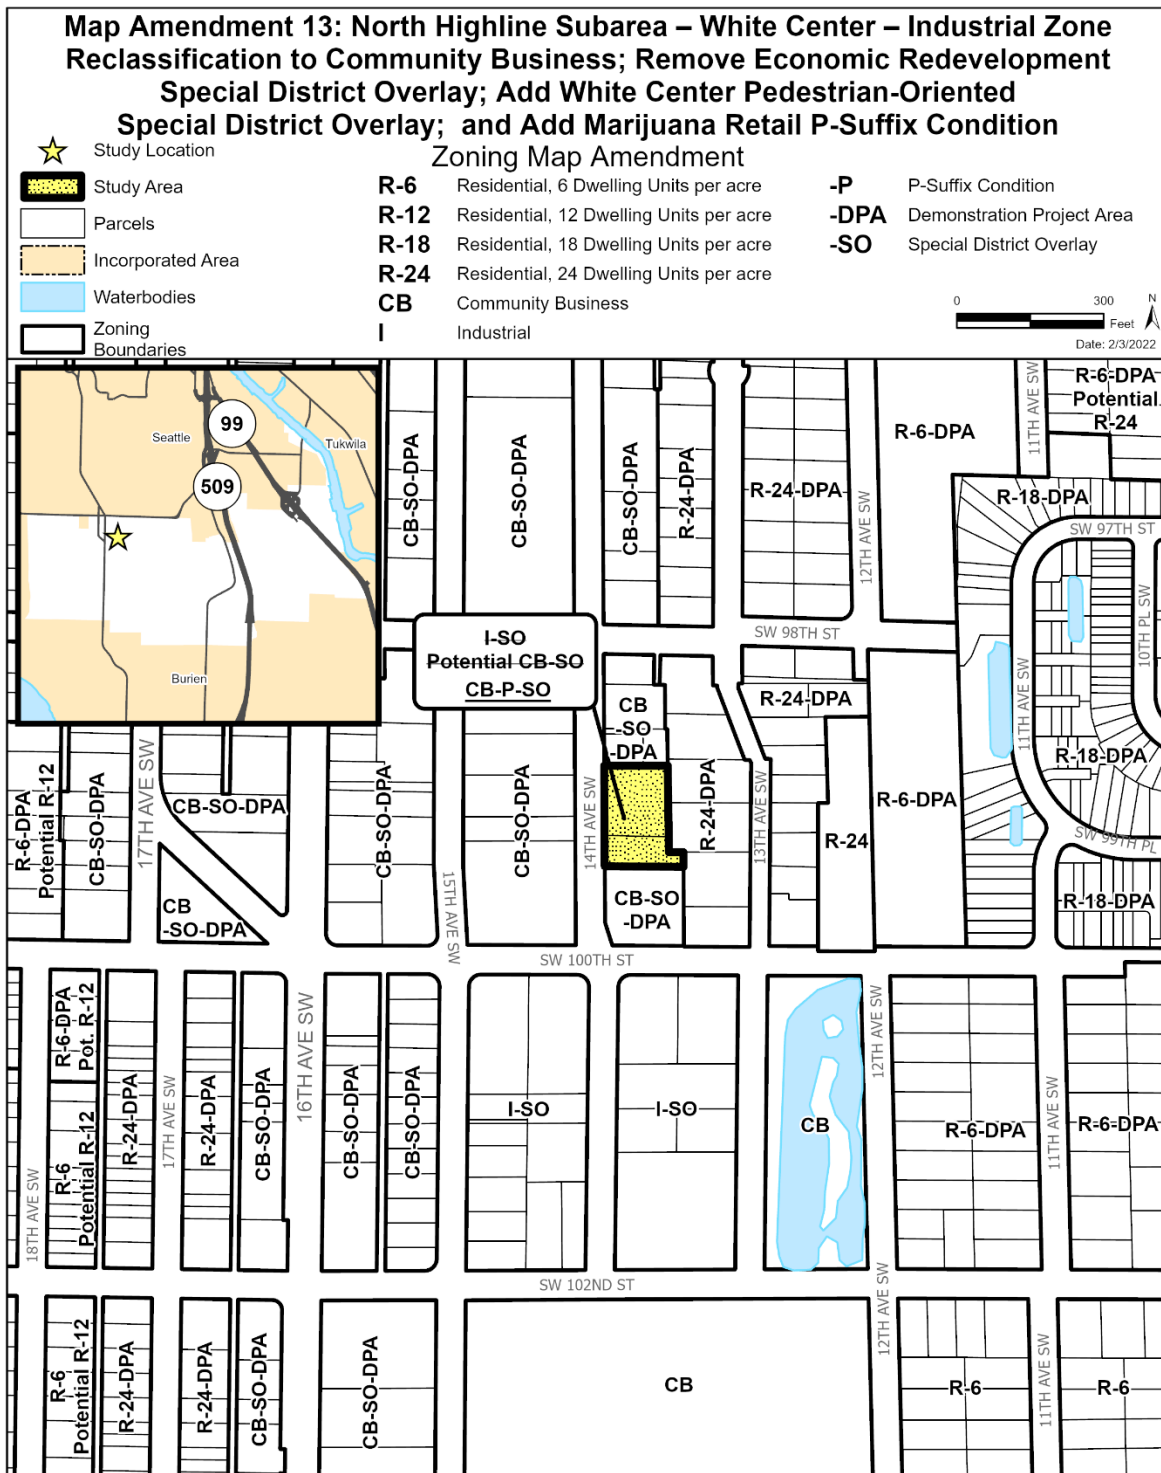 Map Amendment 13: North Highline Subarea – White Center – Industrial Zone
Reclassification to Community Business; Remove Economic Redevelopment
Special District Overlay; Add White Center Pedestrian-Oriented
Special District Overlay;  and Add Marijuana Retail P-Suffix Condition
Zoning Map Amendment
Study Location
Study Area
Parcels
Incorporated Area
Waterbodies
Zoning
Boundaries
R-6 Residential, 6 Dwelling Units per acre
R-12 Residential, 12 Dwelling Units per acre
R-18 Residential, 18 Dwelling Units per acre
R-24 Residential, 24 Dwelling Units per acre
CB Community Business
I Industrial
-P P-Suffix Condition
-DPA Demonstration Project Area
-SO Special District Overlay
0 300
Feet
N
Date: 2/3/2022
Seattle
99
Tukwila
509
Burien
CB-SO-DPA
CB-SO-DPA
CB-SO-DPA
R-24-DPA
R-24-DPA
12TH AVE SW
R-6-DPA
11TH AVE SW
R-6-DPA
Potential
R-24
R-18-DPA
SW 97TH ST
10TH PL SW
SW 98TH ST
I-SO
Potential CB-SO
CB-P-SO
CB
-SO
-DPA
R-24-DPA
11TH AVE SW
R-18-DPA
R-6-DPA
Potential R-12
CB-SO-DPA
17TH AVE SW
CB-SO-DPA
CB-SO-DPA
CB-SO-DPA
14TH AVE SW
R-24-DPA
13TH AVE SW
R-24
R-6-DPA
SW 99TH PL
CB
-SO-DPA
15TH AVE SW
CB-SO
-DPA
R-18-DPA
SW 100TH ST
R-6-DPA
Pot. R-12
R-6
Potential R-12
18TH AVE SW
R-24-DPA
17TH AVE SW
R-24-DPA
CB-SO-DPA
16TH AVE SW
CB-SO-DPA
CB-SO-DPA
I-SO
I-SO
CB
12TH AVE SW
R-6-DPA
11TH AVE SW
R-6-DPA
SW 102ND ST
R-6
Potential R-12
R-24-DPA
R-24-DPA
CB-SO-DPA
CB-SO-DPA
CB
12TH AVE SW
R-6
11TH AVE SW
R-6